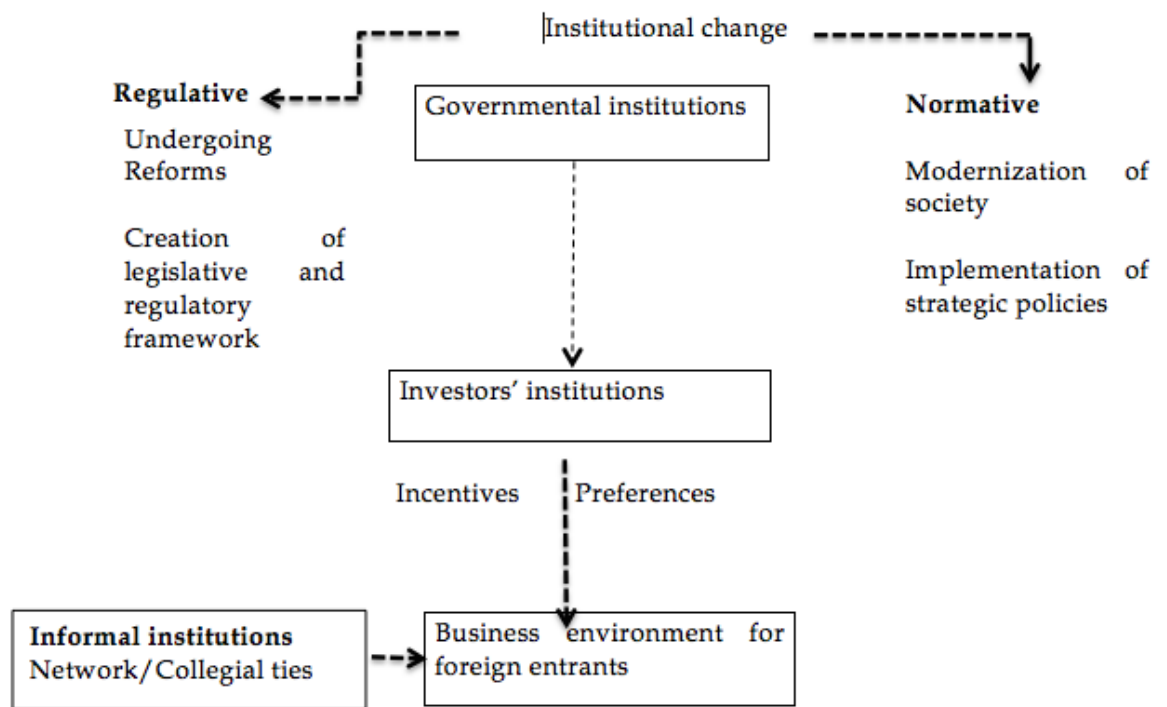 Institutional change
Regulative
Governmental institutions
Normative
Undergoing
Reforms
Modernization of
society
Creation of
legislative and
regulatory
framework
Implementation of
strategic policies
Investors’ institutions
Incentives
Preferences
Informal institutions
Network/Collegial ties
Business environment for
foreign entrants